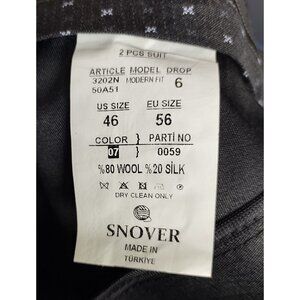 2 PCS SUIT
ARTICLE MODEL DROP
3202N MODERN FIT 6
50A51
US SIZE EU SIZE
46 56
COLOR } PARTİ NO
07 } 0059
%80 WOOL %20 SİLK
DRY CLEAN ONLY
SNOVER
MADE IN
TÜRKİYE